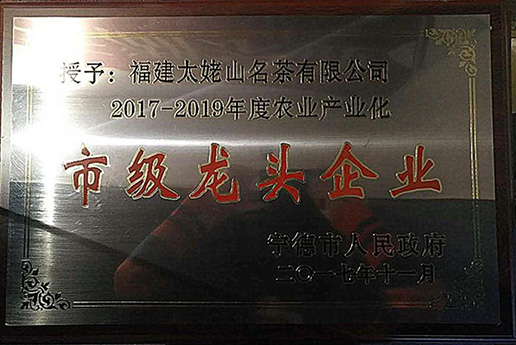 授予：福建太姥山名茶有限公司
2017-2019年度农业产业化
市级龙头企业
宁德市人民政府
二〇一七年十一月